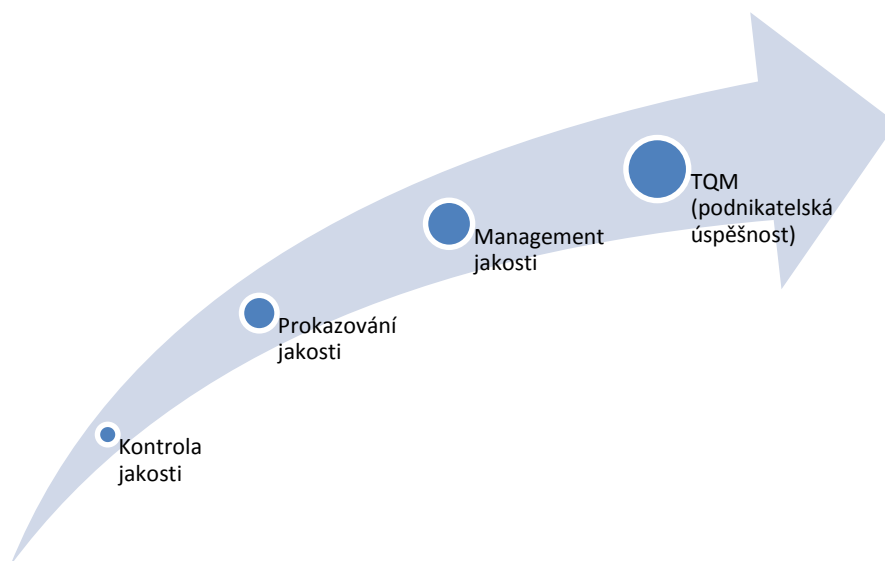 TQM
(podnikatelská
úspěšnost)
Management
jakosti
Prokazování
jakosti
Kontrola
jakosti